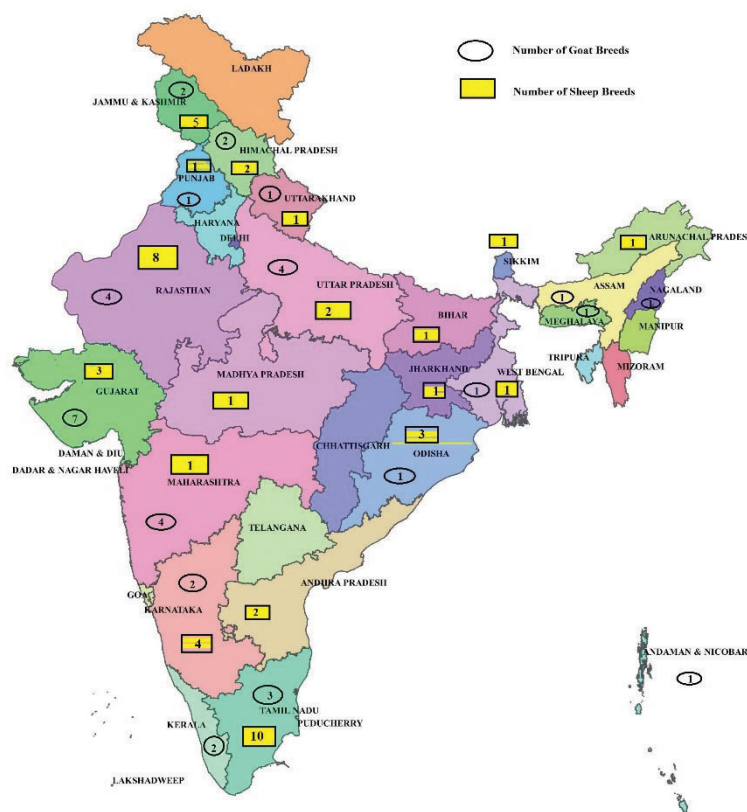 Number of Goat Breeds
Number of Sheep Breeds
LADAKH
2
JAMMU & KASHMIR
5
2
HIMACHAL PRADESH
1
2
PUNJAB
1
1
UTTARAKHAND
1
HARYANA
DELHI
1
SIKKIM
1
ARUNACHAL PRADES
8
RAJASTHAN
4
4
UTTAR PRADESH
2
BIHAR
1
ASSAM
1
NAGALAND
1
MEGHALAYA
1
MANIPUR
TRIPURA
MIZORAM
3
GUJARAT
7
MADHYA PRADESH
1
JHARKHAND
1
WEST BENGAL
1
1
DAMAN & DIU
DADAR & NAGAR HAVELI
CHHATTISGARH
3
ODISHA
1
1
MAHARASHTRA
4
TELANGANA
ANDHRA PRADESH
2
GOA
2
KARNATAKA
4
ANDAMAN & NICOBAR
1
3
TAMIL NADU
PUDUCHERRY
10
KERALA
2
LAKSHADWEEP